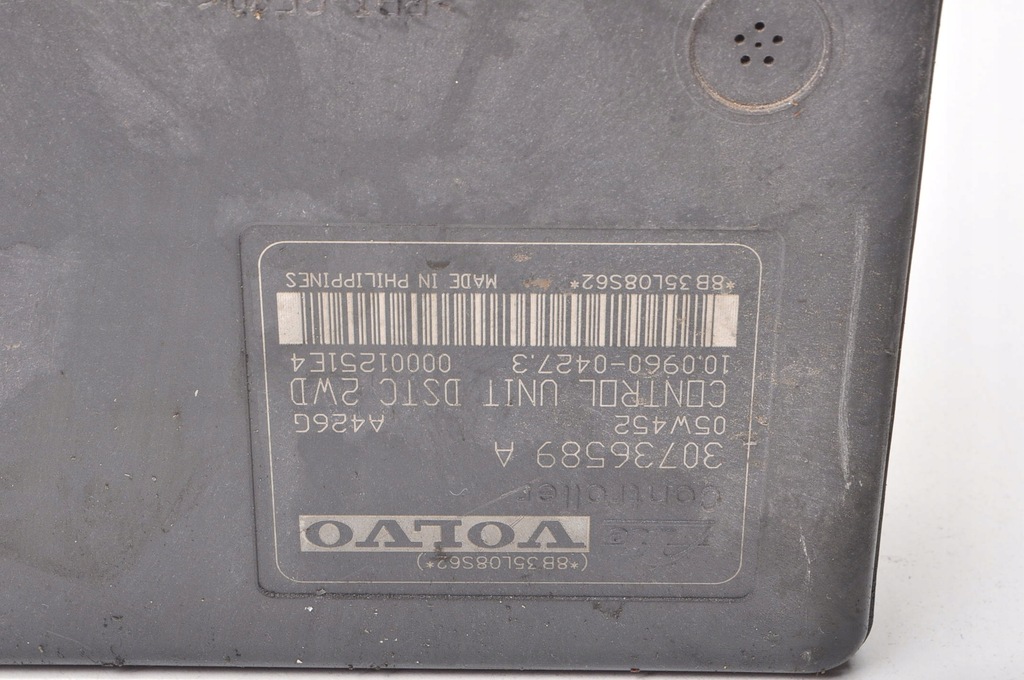 (*8B35L08S62*)
VOLVO
Controller
30736589 A
05W452 A426G
CONTROL UNIT DSTC 2WD
10.0960-0427.3 00001251E4
*8B35L08S62* MADE IN PHILIPPINES